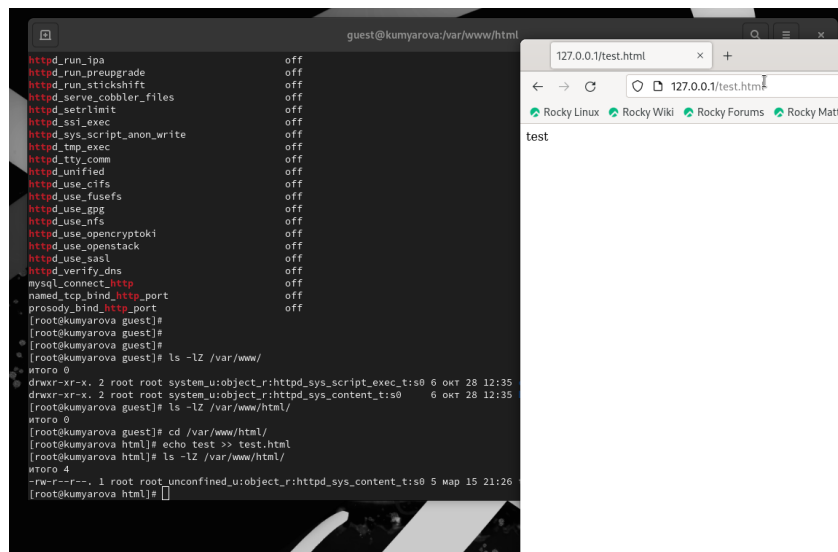 guest@kumyarova:/var/www/html
httpd_run_ipa off
httpd_run_preupgrade off
httpd_run_stickshift off
httpd_serve_cobbler_files off
httpd_setrlimit off
httpd_ssi_exec off
httpd_sys_script_anon_write off
httpd_tmp_exec off
httpd_tty_comm off
httpd_unified off
httpd_use_cifs off
httpd_use_fusefs off
httpd_use_gpg off
httpd_use_nfs off
httpd_use_opencryptoki off
httpd_use_openstack off
httpd_use_sasl off
httpd_verify_dns off
mysql_connect_http off
named_tcp_bind_http_port off
prosody_bind_http_port off
[root@kumyarova guest]#
[root@kumyarova guest]#
[root@kumyarova guest]#
[root@kumyarova guest]# ls -lZ /var/www/
итого 0
drwxr-xr-x. 2 root root system_u:object_r:httpd_sys_script_exec_t:s0 6 окт 28 12:35
drwxr-xr-x. 2 root root system_u:object_r:httpd_sys_content_t:s0 6 окт 28 12:35
[root@kumyarova guest]# ls -lZ /var/www/html/
итого 0
[root@kumyarova guest]# cd /var/www/html/
[root@kumyarova html]# echo test >> test.html
[root@kumyarova html]# ls -lZ /var/www/html/
итого 4
-rw-r--r--. 1 root root unconfined_u:object_r:httpd_sys_content_t:s0 5 мар 15 21:26
[root@kumyarova html]#
127.0.0.1/test.html
127.0.0.1/test.html
Rocky Linux Rocky Wiki Rocky Forums Rocky Matt
test